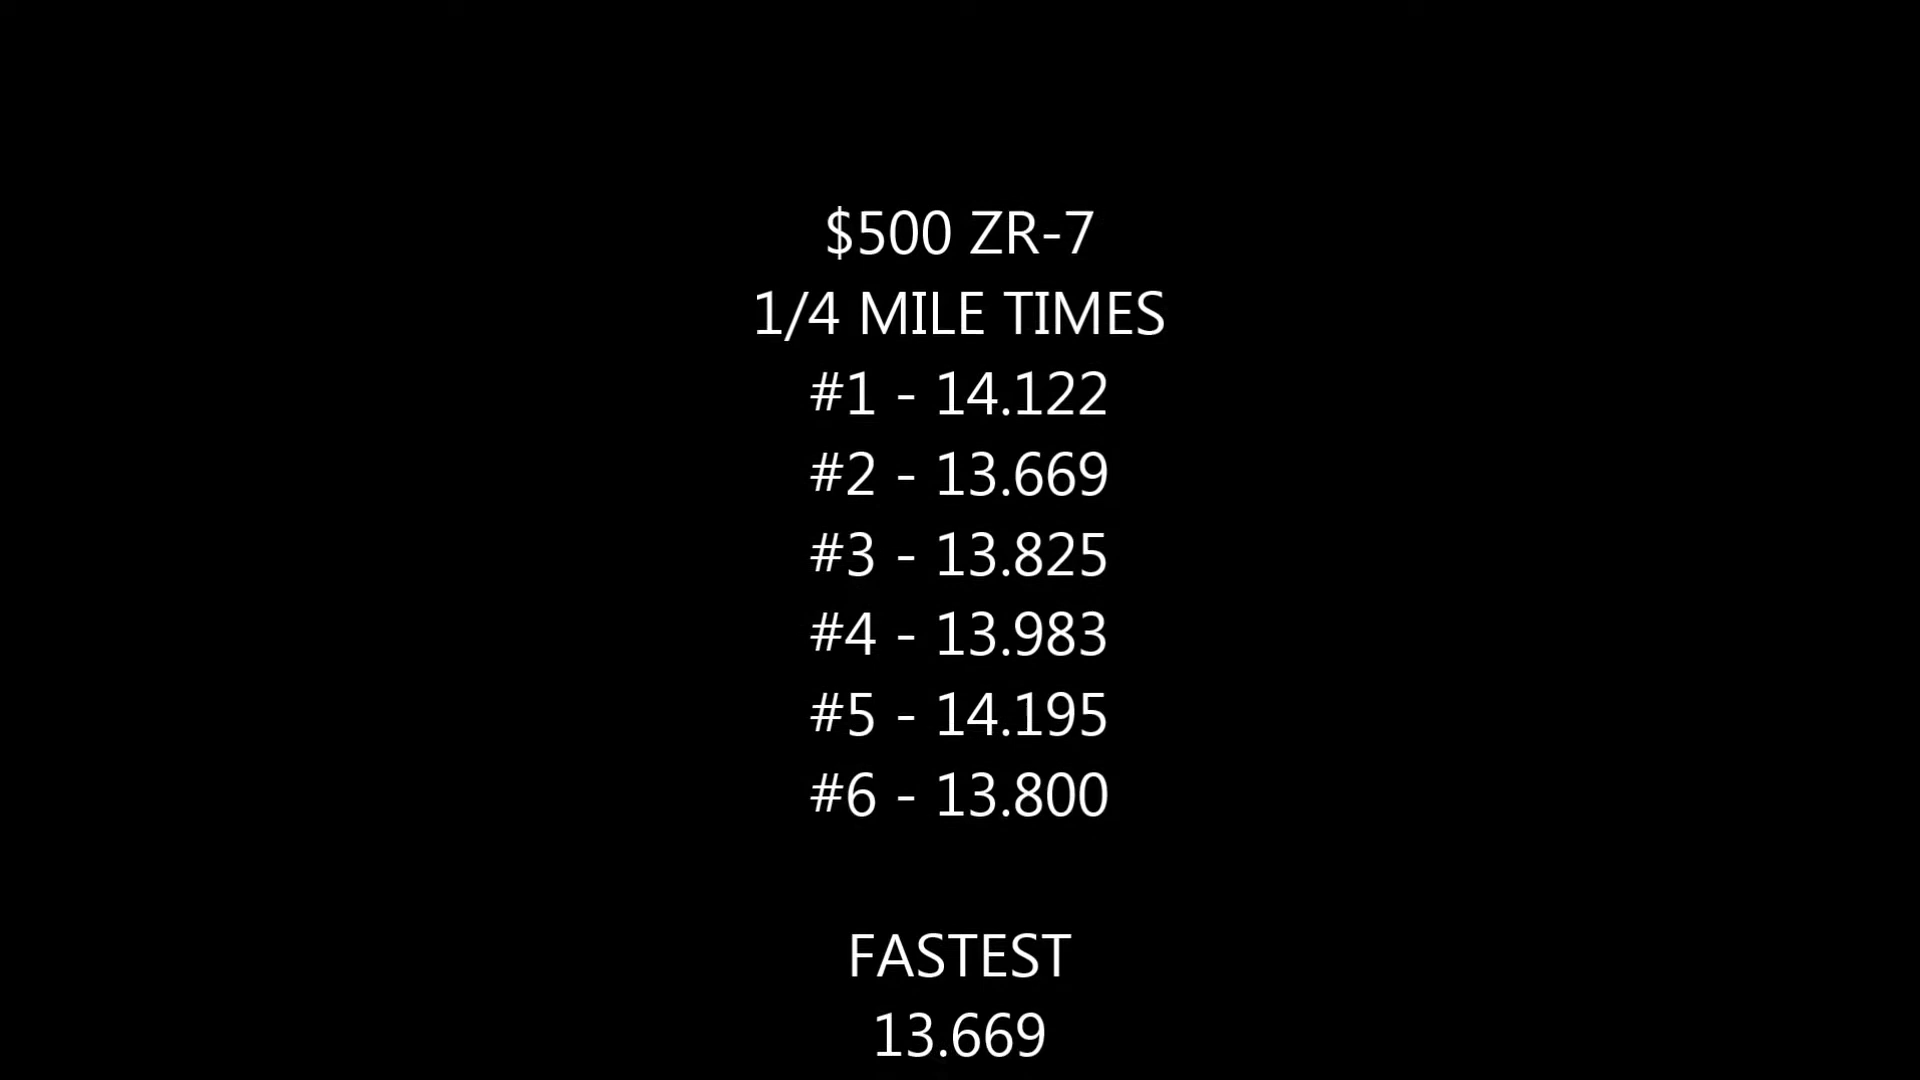 $500 ZR-7
1/4 MILE TIMES
#1 - 14.122
#2 - 13.669
#3 - 13.825
#4 - 13.983
#5 - 14.195
#6 - 13.800
FASTEST
13.669